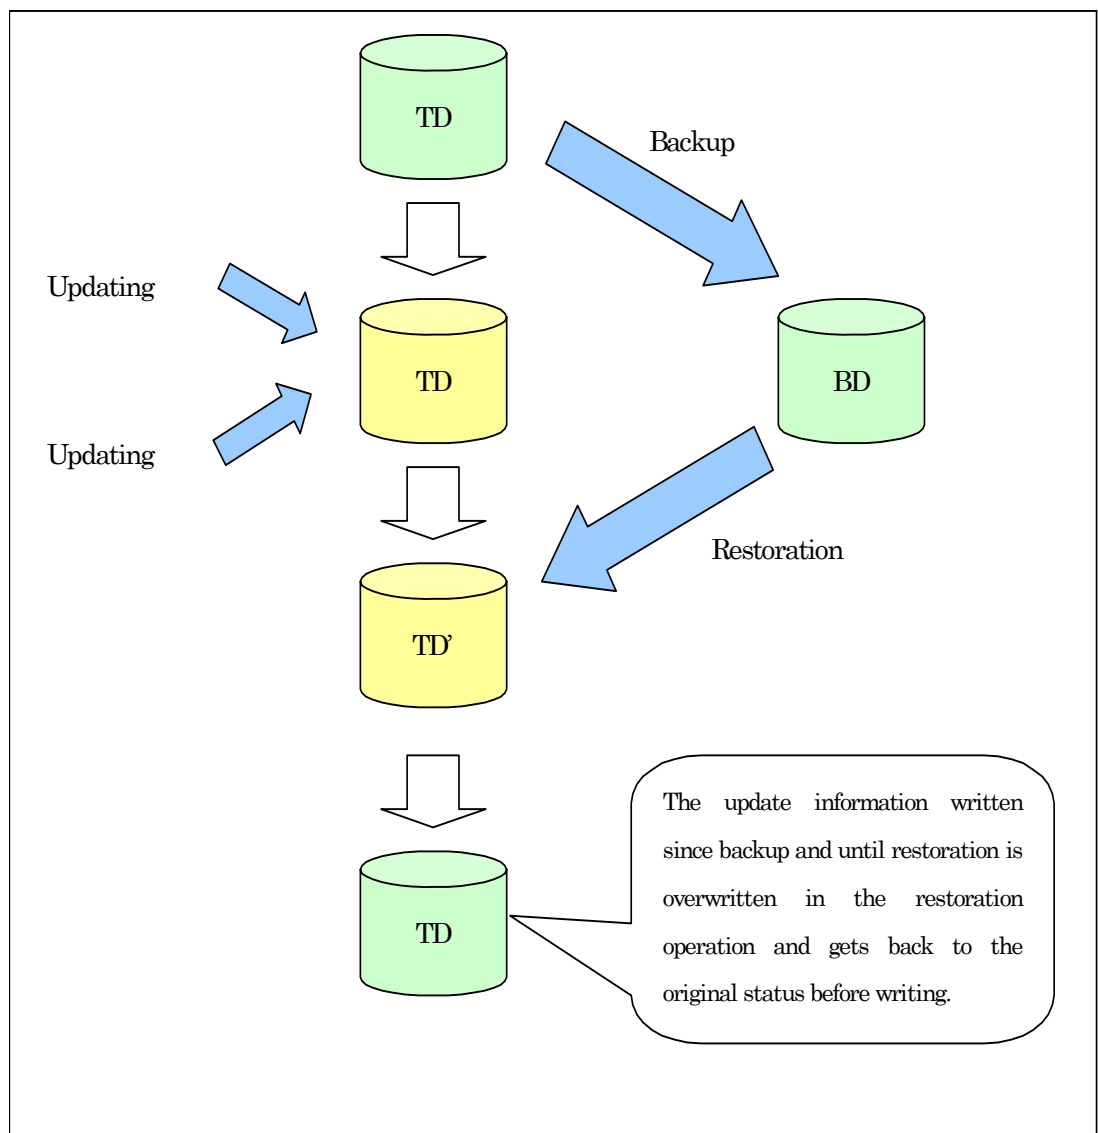 TD
Backup
Updating
TD
BD
Updating
Restoration
TD'
The update information written
since backup and until restoration is
overwritten in the restoration
operation and gets back to the
original status before writing.
TD